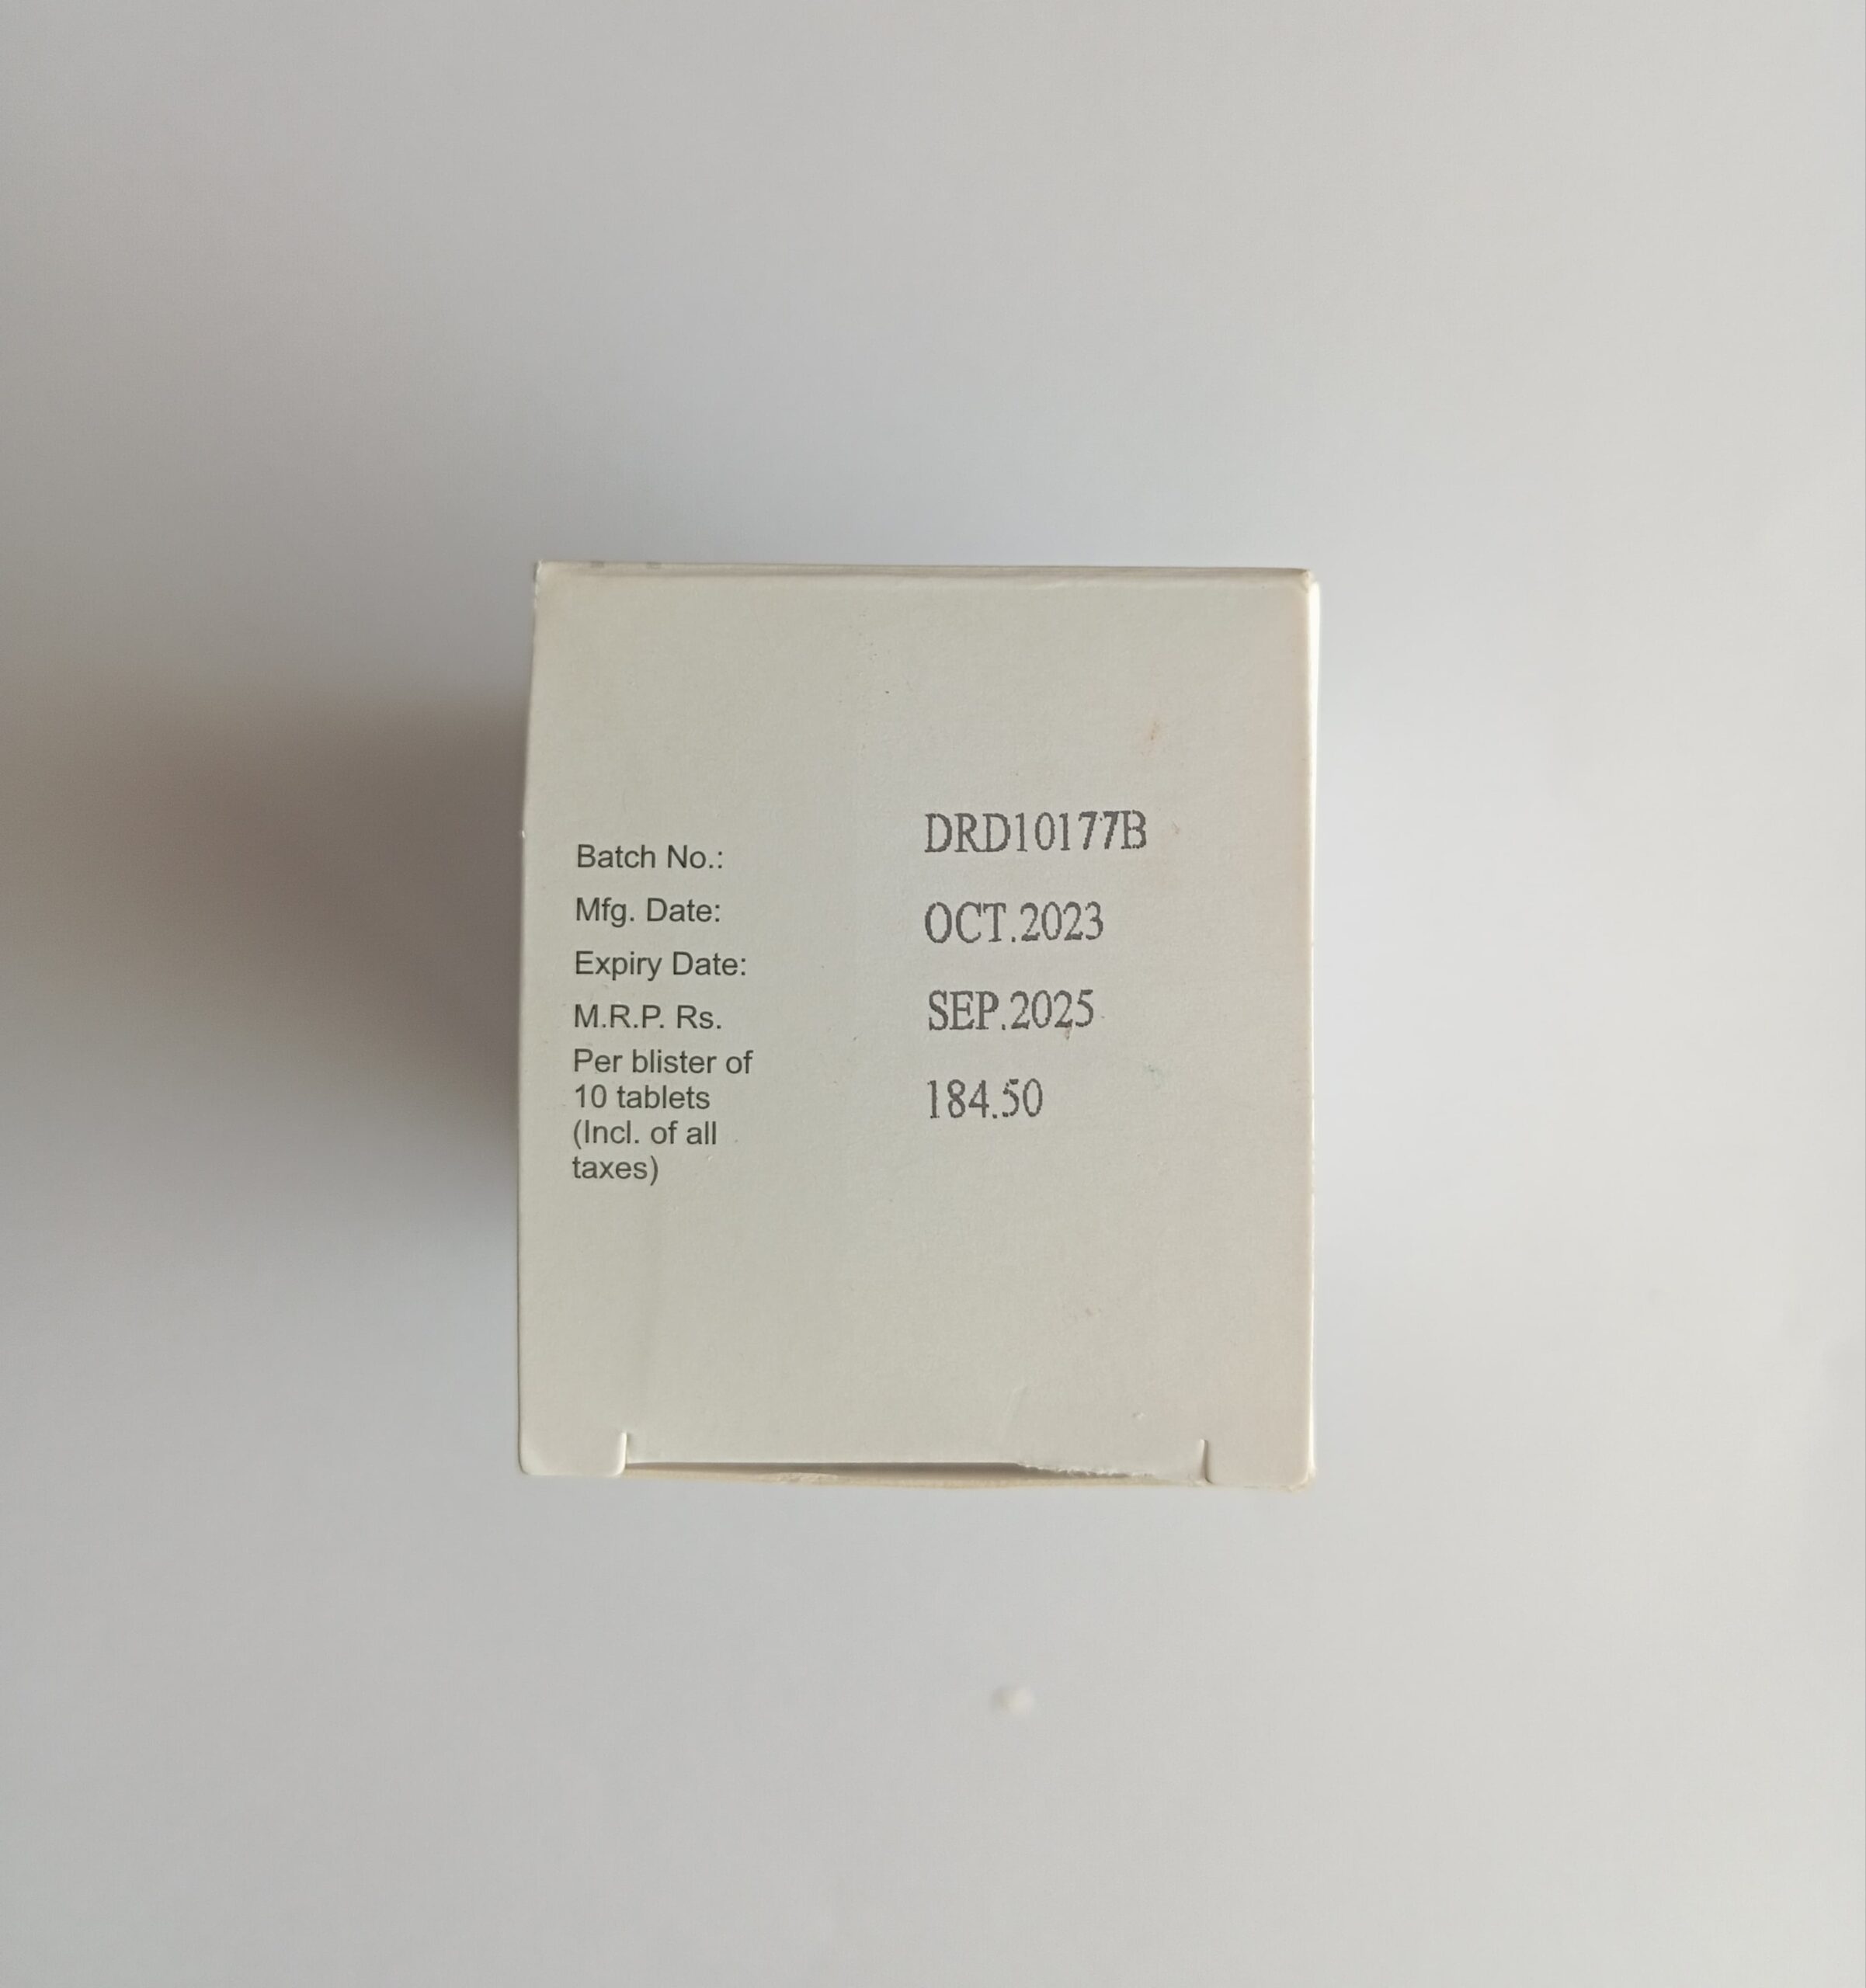 Batch No.: DRD10177B
Mfg. Date: OCT.2023
Expiry Date: SEP.2025
M.R.P. Rs. 184.50
Per blister of
10 tablets
(Incl. of all
taxes)